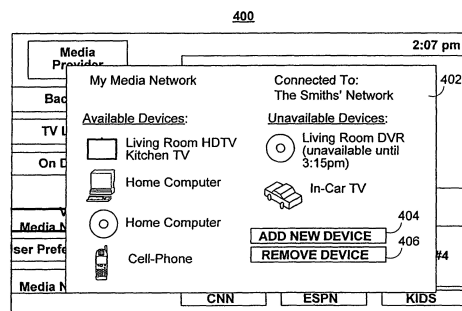 400
2:07 pm
Media
Provider
402
My Media Network
Connected To:
The Smiths' Network
Bac
Available Devices:
Unavailable Devices:
TV L
Living Room HDTV
Kitchen TV
Living Room DVR
(unavailable until
3:15pm)
On D
Home Computer
In-Car TV
Home Computer
404
Media N
ADD NEW DEVICE
406
ser Prefe
REMOVE DEVICE
#4
Cell-Phone
Media N
CNN
ESPN
KIDS